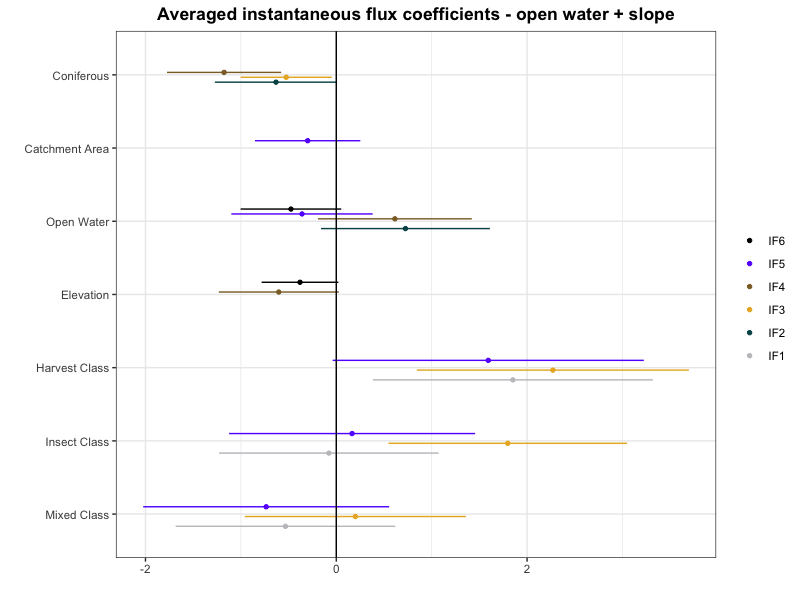 Averaged instantaneous flux coefficients - open water + slope
Coniferous
Catchment Area
Open Water
Elevation
Harvest Class
Insect Class
Mixed Class
-2
0
2
IF6
IF5
IF4
IF3
IF2
IF1